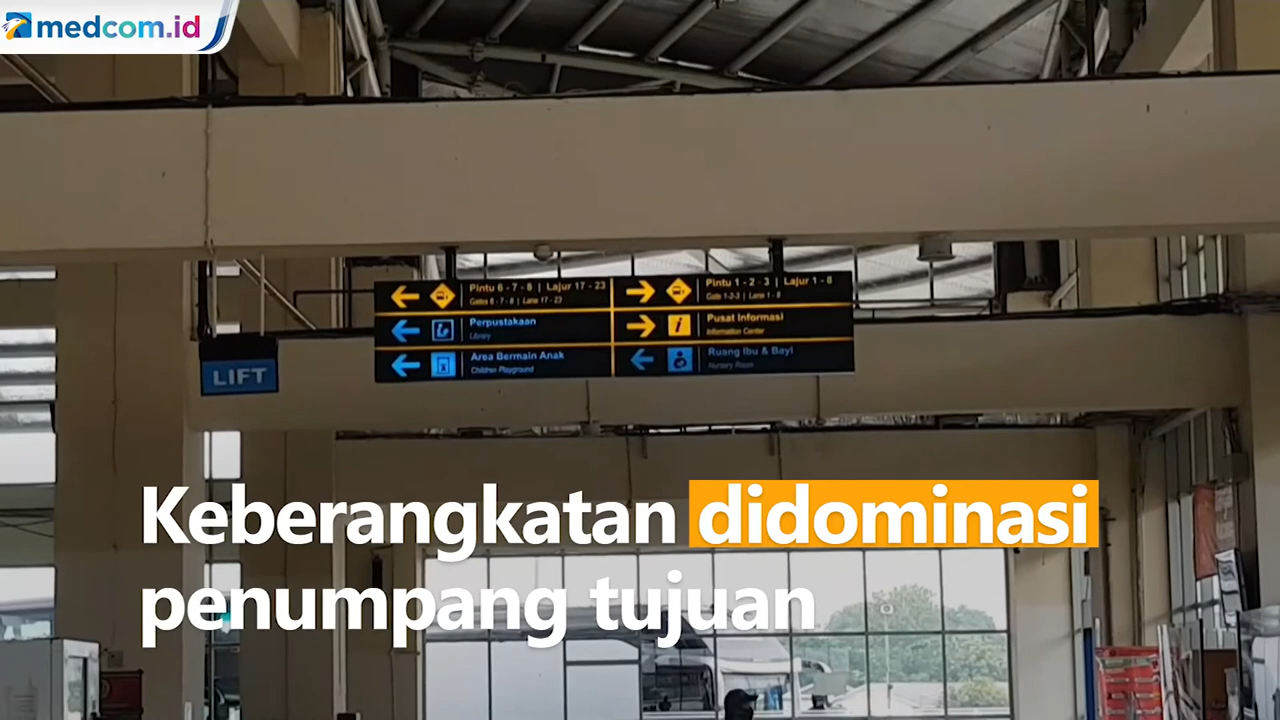 medcom.id
Pintu 6 - 7 - 8 | Lajur 17 - 23
Gates 6 - 7 - 8 | Lane 17 - 23
Perpustakaan
Library
Area Bermain Anak
Children Playground
Pintu 1 - 2 - 3 | Lajur 1 - 8
Gate 1-2-3 | Lane 1 - 8
Pusat Informasi
Information Center
Ruang Ibu & Bayi
Nursery Room
LIFT
Keberangkatan didominasi
penumpang tujuan